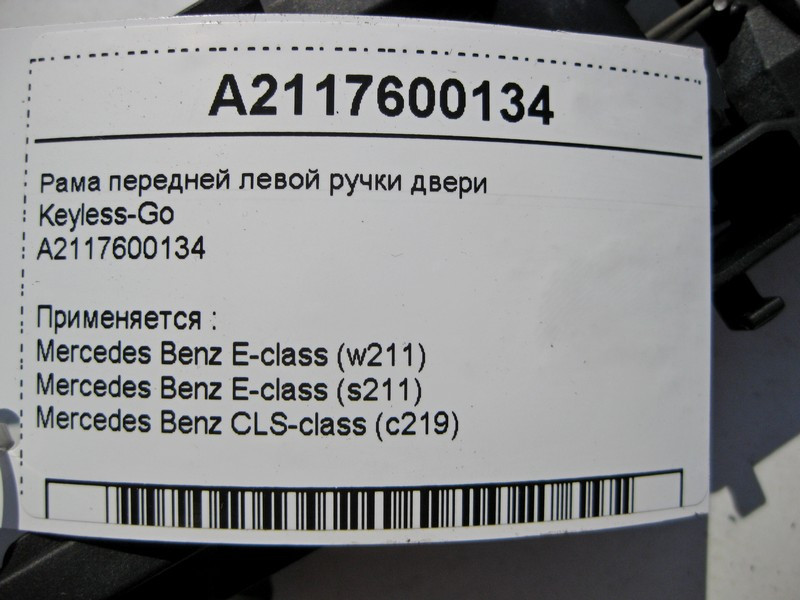 A2117600134
Рама передней левой ручки двери
Keyless-Go
A2117600134
Применяется :
Mercedes Benz E-class (w211)
Mercedes Benz E-class (s211)
Mercedes Benz CLS-class (c219)